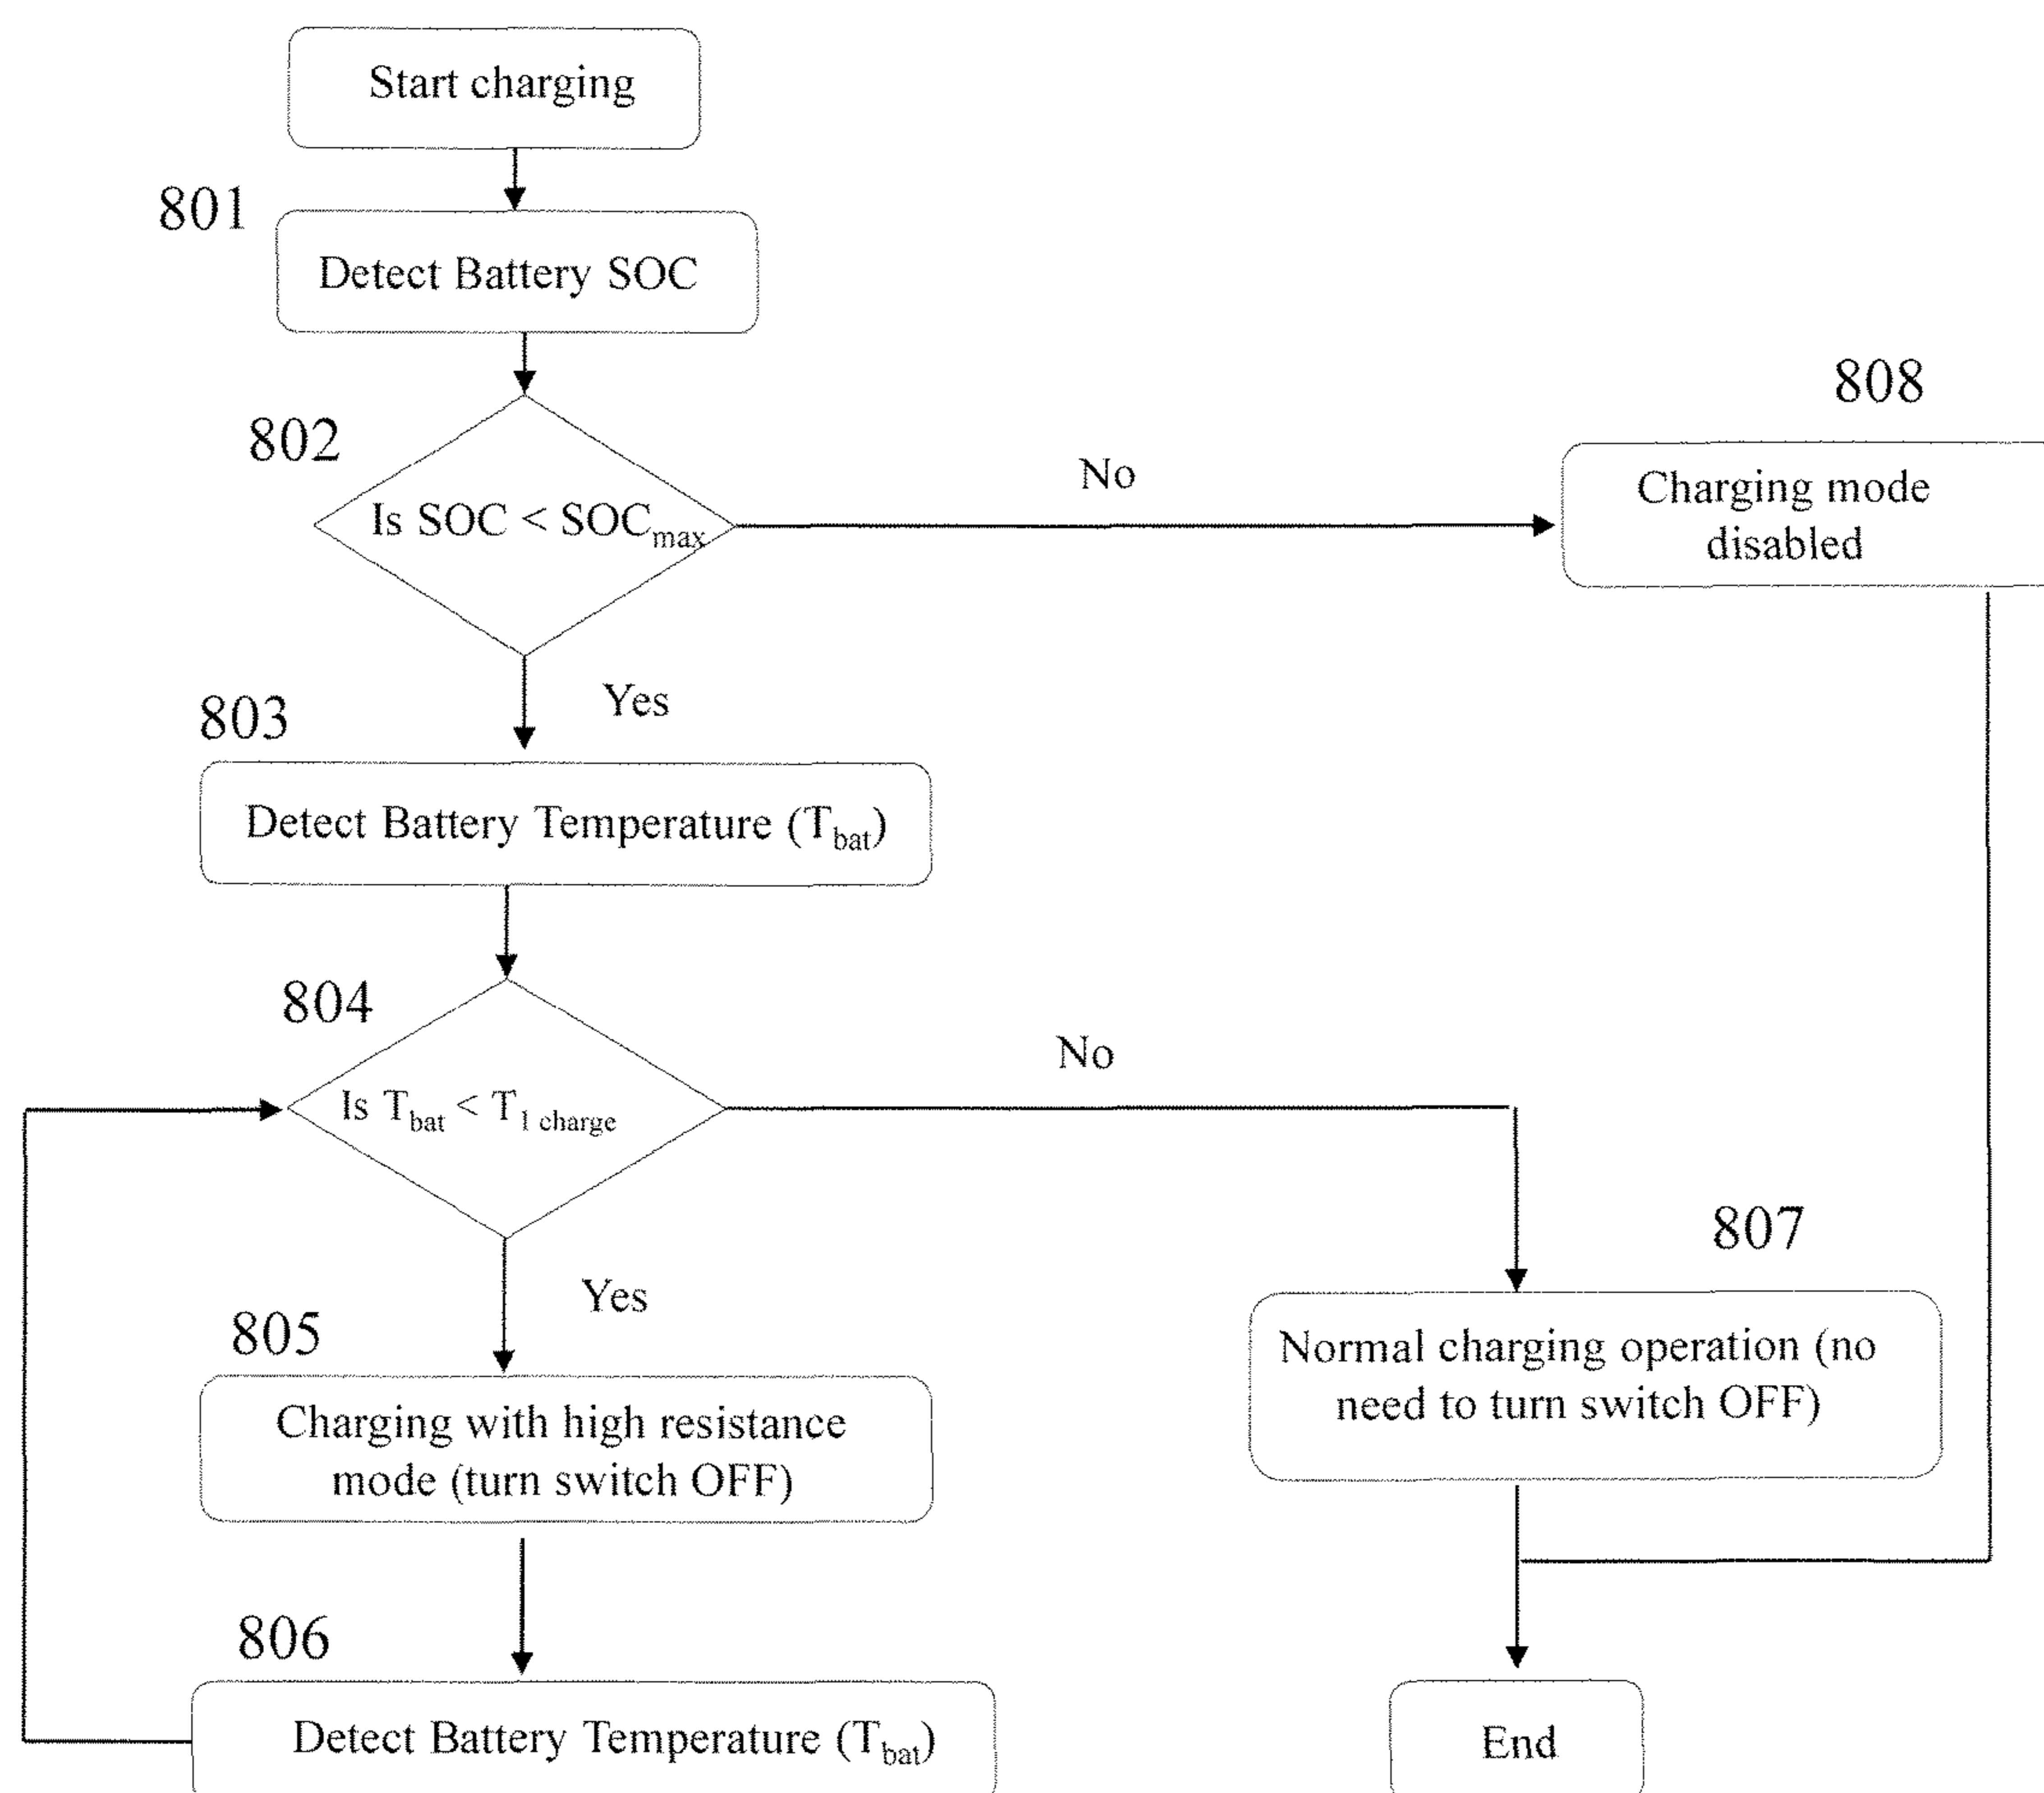 Start charging
801
Detect Battery SOC
802
Is SOC < SOCmax
No
808
Charging mode
disabled
Yes
803
Detect Battery Temperature (Tbat)
804
Is Tbat < T1 charge
No
Yes
805
Charging with high resistance
mode (turn switch OFF)
807
Normal charging operation (no
need to turn switch OFF)
806
Detect Battery Temperature (Tbat)
End